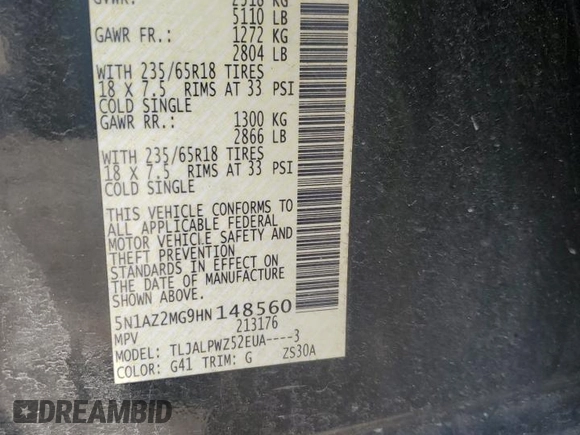 GVWR: 2318 KG
5110 LB
GAWR FR.: 1272 KG
2804 LB
WITH 235/65R18 TIRES
18 X 7.5 RIMS AT 33 PSI
COLD SINGLE
GAWR RR.: 1300 KG
2866 LB
WITH 235/65R18 TIRES
18 X 7.5 RIMS AT 33 PSI
COLD SINGLE
THIS VEHICLE CONFORMS TO
ALL APPLICABLE FEDERAL
MOTOR VEHICLE SAFETY AND
THEFT PREVENTION
STANDARDS IN EFFECT ON
THE DATE OF MANUFACTURE
SHOWN ABOVE.
5N1AZ2MG9HN148560
MPV 213176
MODEL: TLJALPWZ52EUA----3
COLOR: G41 TRIM: G ZS30A
DREAMBID